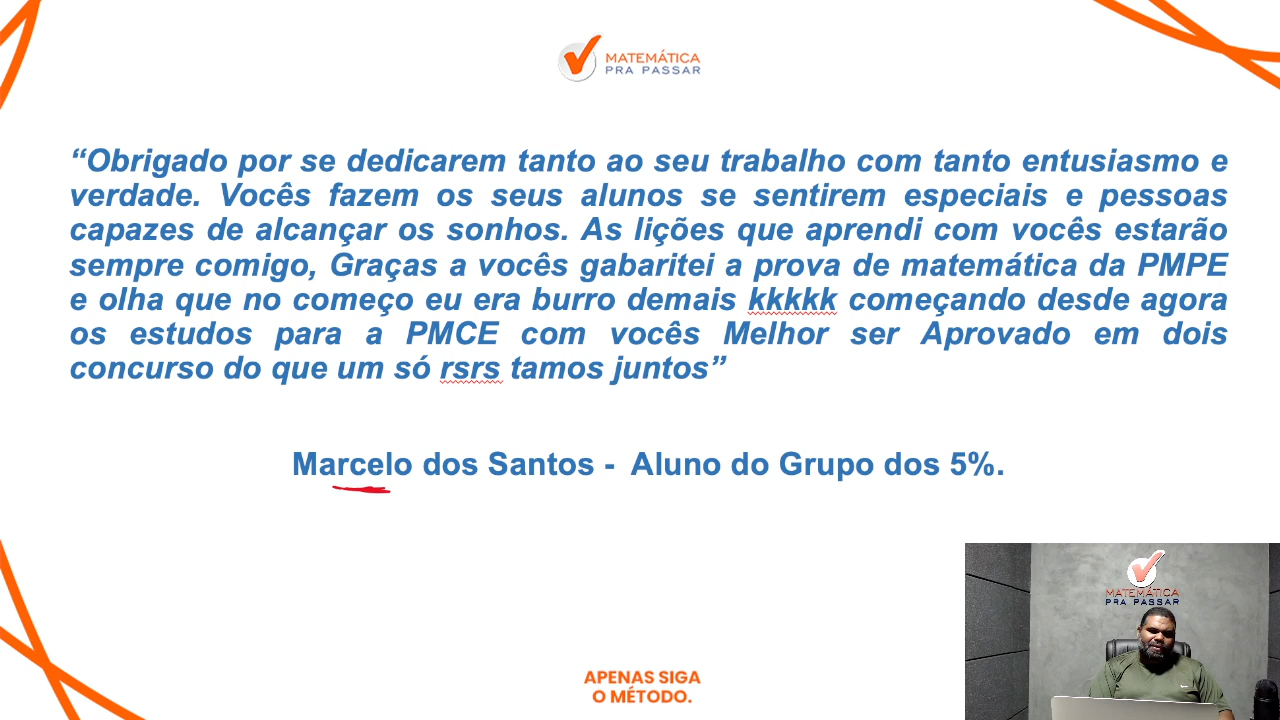 MATEMÁTICA
PRA PASSAR
“Obrigado por se dedicarem tanto ao seu trabalho com tanto entusiasmo e
verdade. Vocês fazem os seus alunos se sentirem especiais e pessoas
capazes de alcançar os sonhos. As lições que aprendi com vocês estarão
sempre comigo, Graças a vocês gabaritei a prova de matemática da PMPE
e olha que no começo eu era burro demais kkkkk começando desde agora
os estudos para a PMCE com vocês Melhor ser Aprovado em dois
concurso do que um só rsrs tamos juntos”
Marcelo dos Santos - Aluno do Grupo dos 5%.
MATEMÁTICA
PRA PASSAR
APENAS SIGA
O MÉTODO.